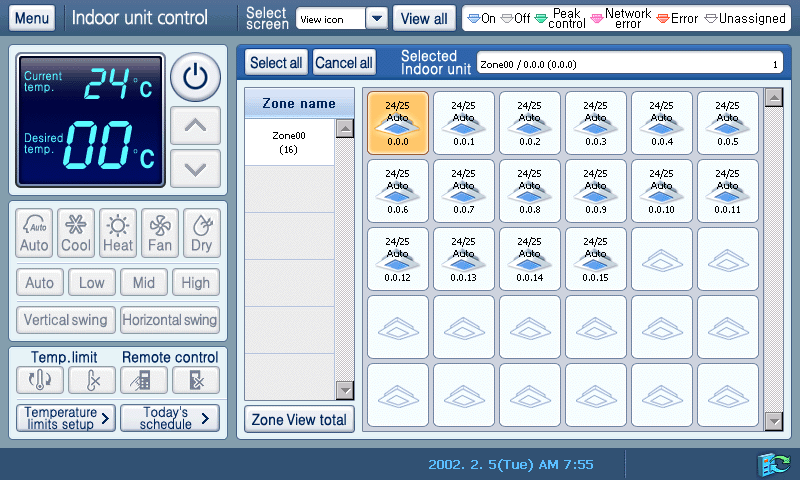 Menu
Indoor unit control
Select screen
View icon
View all
On
Off
Peak control
Network error
Error
Unassigned
Current temp.
24°C
Desired temp.
00°C
Auto
Auto
Cool
Heat
Fan
Dry
Auto
Low
Mid
High
Vertical swing
Horizontal swing
Temp.limit
Remote control
Temperature limits setup
Today's schedule
Select all
Cancel all
Selected Indoor unit
Zone00 / 0.0.0 (0.0.0)
1
Zone name
Zone00
(16)
Zone View total
24/25
Auto
0.0.0
24/25
Auto
0.0.1
24/25
Auto
0.0.2
24/25
Auto
0.0.3
24/25
Auto
0.0.4
24/25
Auto
0.0.5
24/25
Auto
0.0.6
24/25
Auto
0.0.7
24/25
Auto
0.0.8
24/25
Auto
0.0.9
24/25
Auto
0.0.10
24/25
Auto
0.0.11
24/25
Auto
0.0.12
24/25
Auto
0.0.13
24/25
Auto
0.0.14
24/25
Auto
0.0.15
2002. 2. 5(Tue) AM 7:55